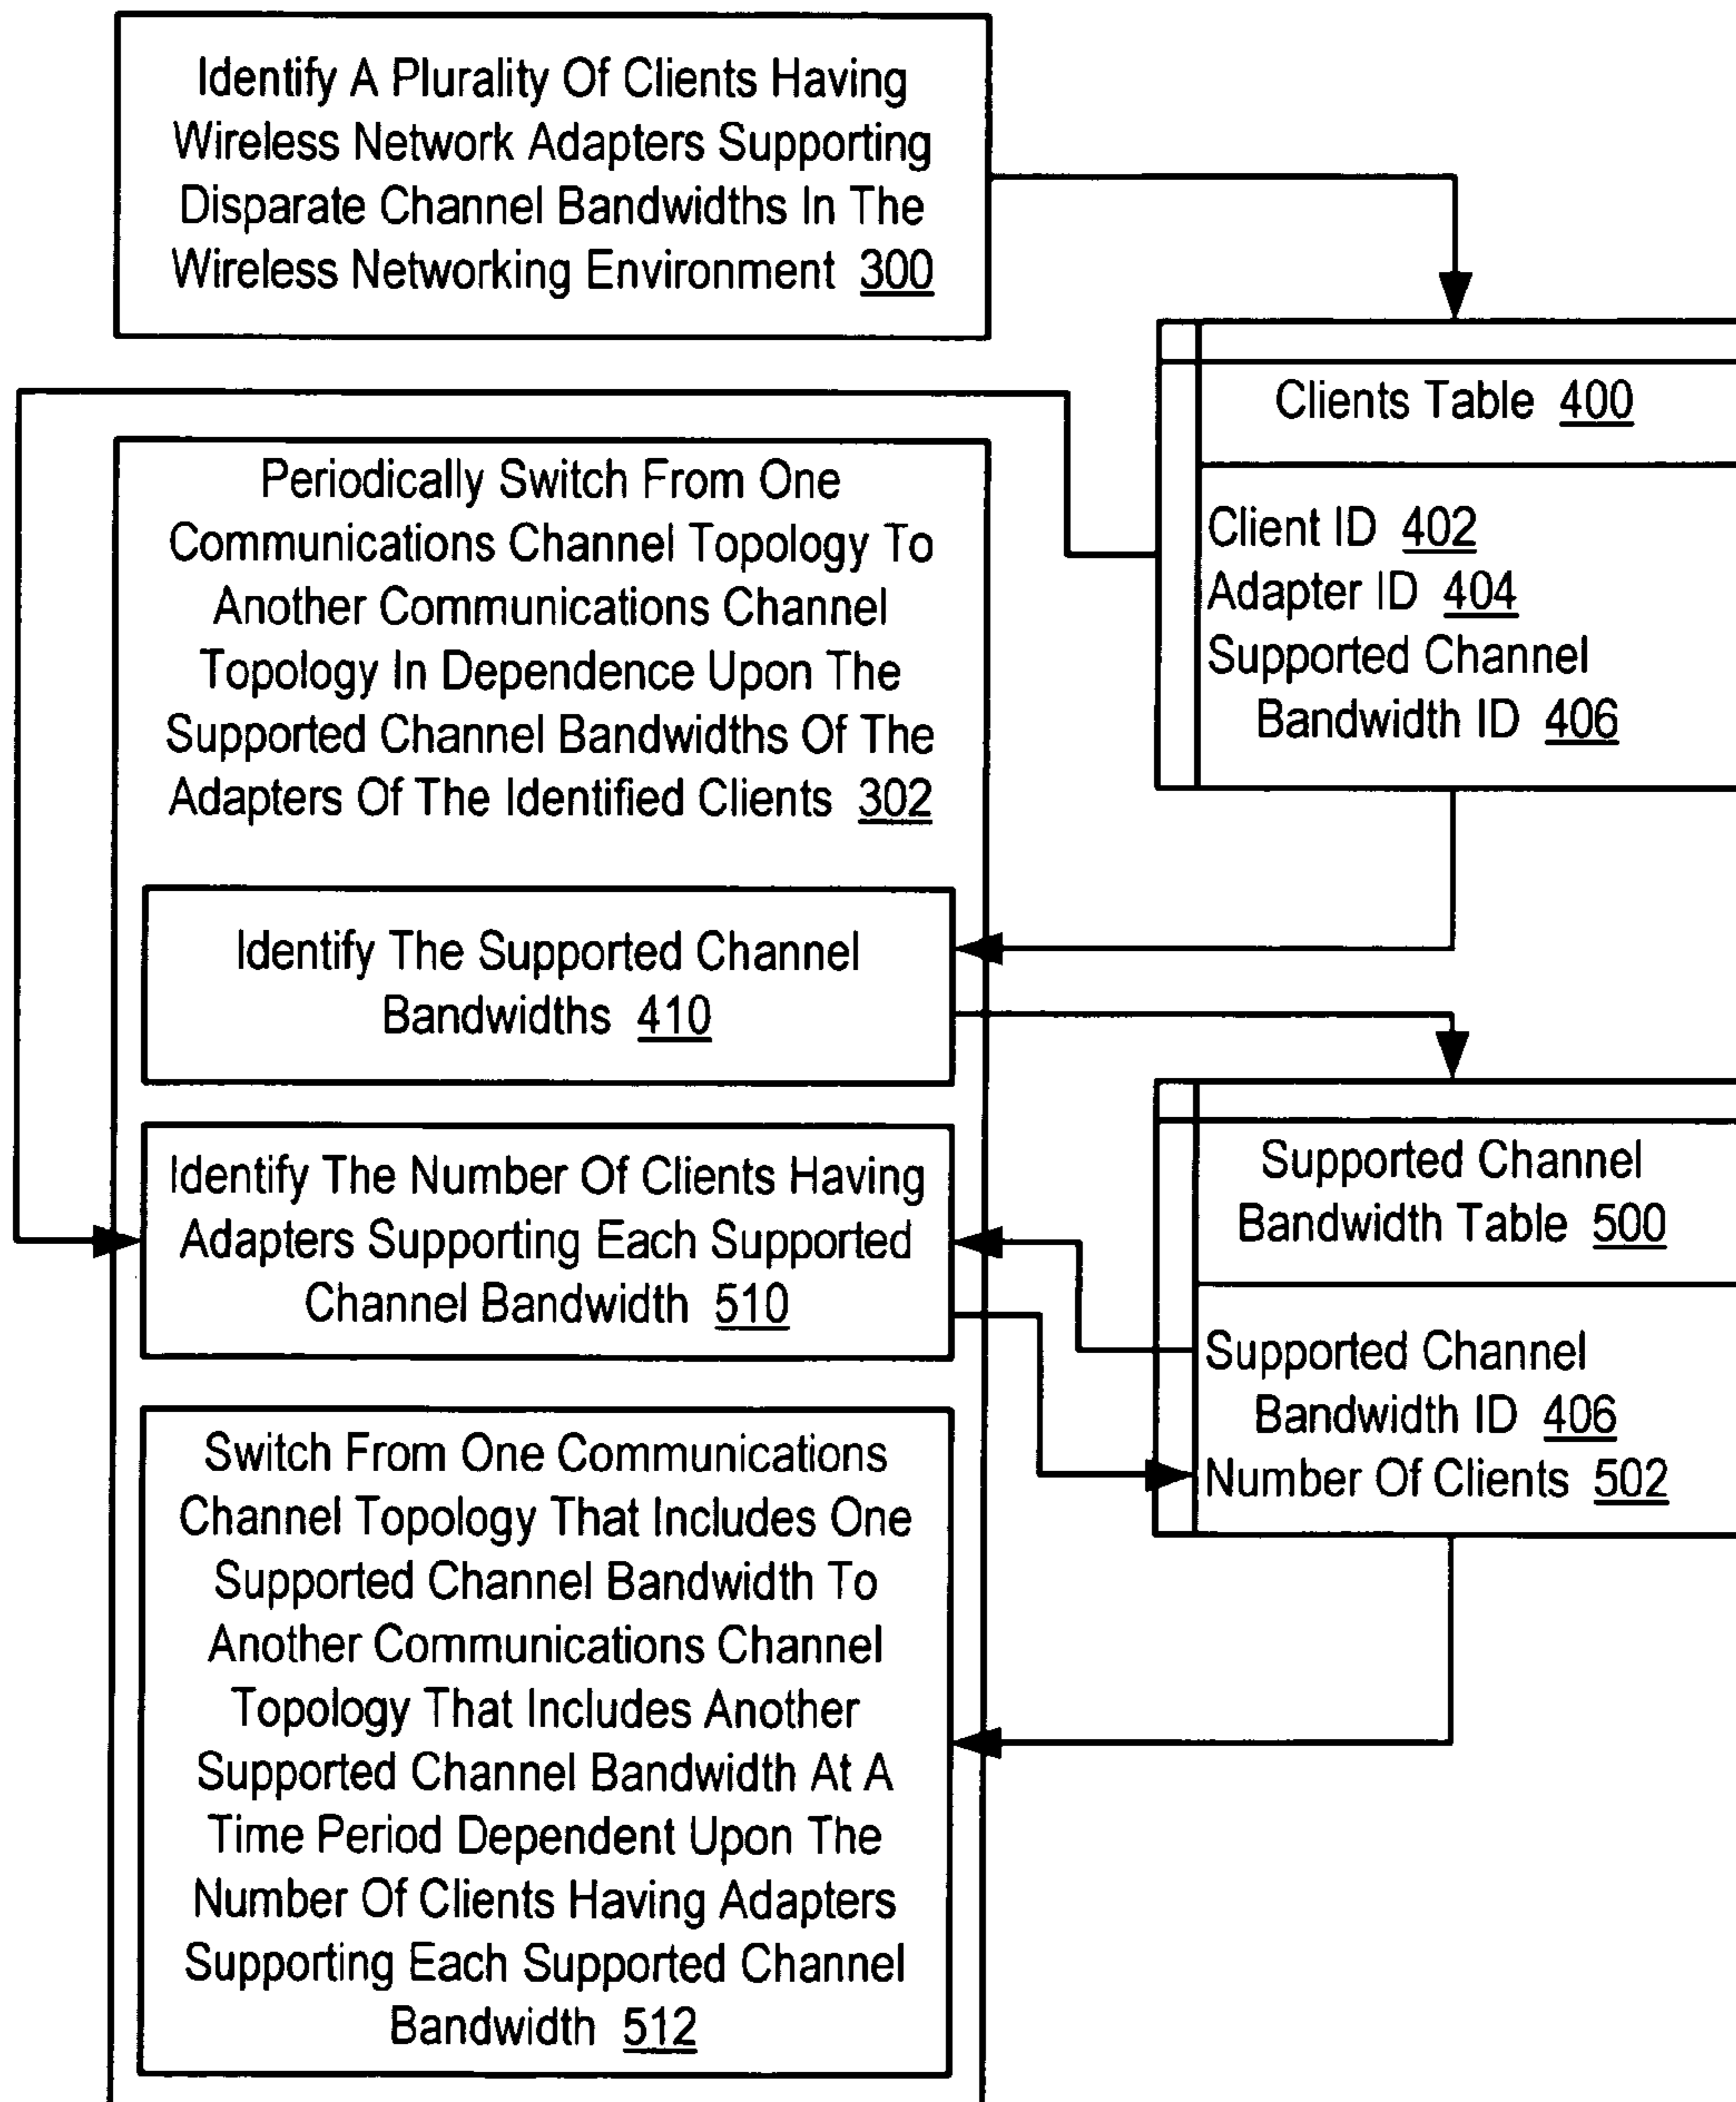 Identify A Plurality Of Clients Having
Wireless Network Adapters Supporting
Disparate Channel Bandwidths In The
Wireless Networking Environment 300
Clients Table 400
Client ID 402
Adapter ID 404
Supported Channel
Bandwidth ID 406
Periodically Switch From One
Communications Channel Topology To
Another Communications Channel
Topology In Dependence Upon The
Supported Channel Bandwidths Of The
Adapters Of The Identified Clients 302
Identify The Supported Channel
Bandwidths 410
Identify The Number Of Clients Having
Adapters Supporting Each Supported
Channel Bandwidth 510
Supported Channel
Bandwidth Table 500
Supported Channel
Bandwidth ID 406
Number Of Clients 502
Switch From One Communications
Channel Topology That Includes One
Supported Channel Bandwidth To
Another Communications Channel
Topology That Includes Another
Supported Channel Bandwidth At A
Time Period Dependent Upon The
Number Of Clients Having Adapters
Supporting Each Supported Channel
Bandwidth 512